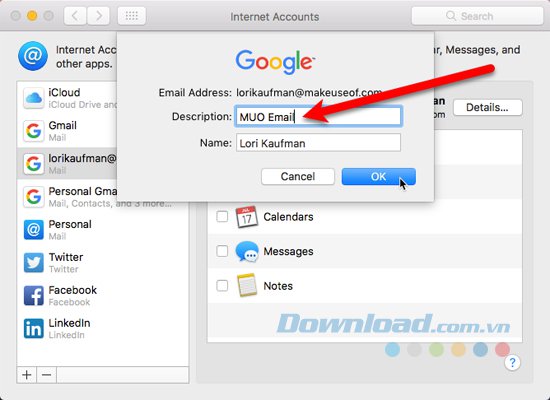 Internet Accounts
Search
Internet Acc
ar, Messages, and
other apps.
Google
Email Address: lorikaufman@makeuseof.com
Description: MUO Email
Name: Lori Kaufman
Cancel
OK
man
om
Details...
iCloud
iCloud Drive an
Gmail
Mail
lorikaufman@
Mail
Personal Gma
Mail, Contacts, and 3 more...
Personal
Mail
Twitter
Twitter
Facebook
Facebook
LinkedIn
LinkedIn
JUL
17
Calendars
Messages
Notes
Download.com.vn
+ −
?